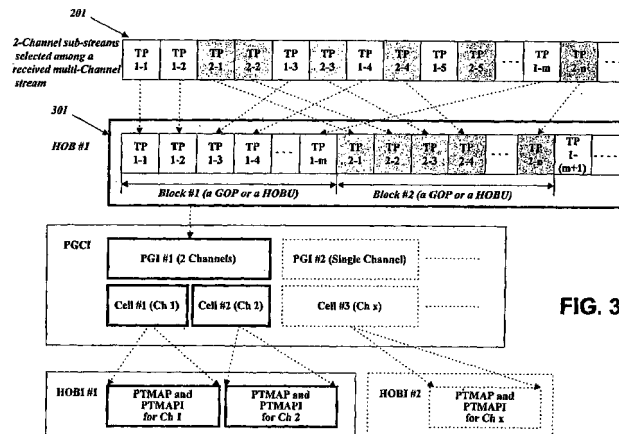 201
2-Channel sub-streams
selected among a
received multi-Channel
stream
TP 1-1 TP 1-2 TP 2-1 TP 2-2 TP 1-3 TP 2-3 TP 1-4 TP 2-4 TP 1-5 TP 2-5 TP 1-m TP 2-n
301
HOB #1
TP 1-1 TP 1-2 TP 1-3 TP 1-4 TP 1-m TP 2-1 TP 2-2 TP 2-3 TP 2-4 TP 2-n TP 1-(m+1)
Block #1 (a GOP or a HOBU) Block #2 (a GOP or a HOBU)
PGCI
PGI #1 (2 Channels) PGI #2 (Single Channel)
Cell #1 (Ch 1) Cell #2 (Ch 2) Cell #3 (Ch x)
FIG. 3
HOBI #1 HOBI #2
PTMAP and PTMAPI for Ch 1
PTMAP and PTMAPI for Ch 2
PTMAP and PTMAPI for Ch x